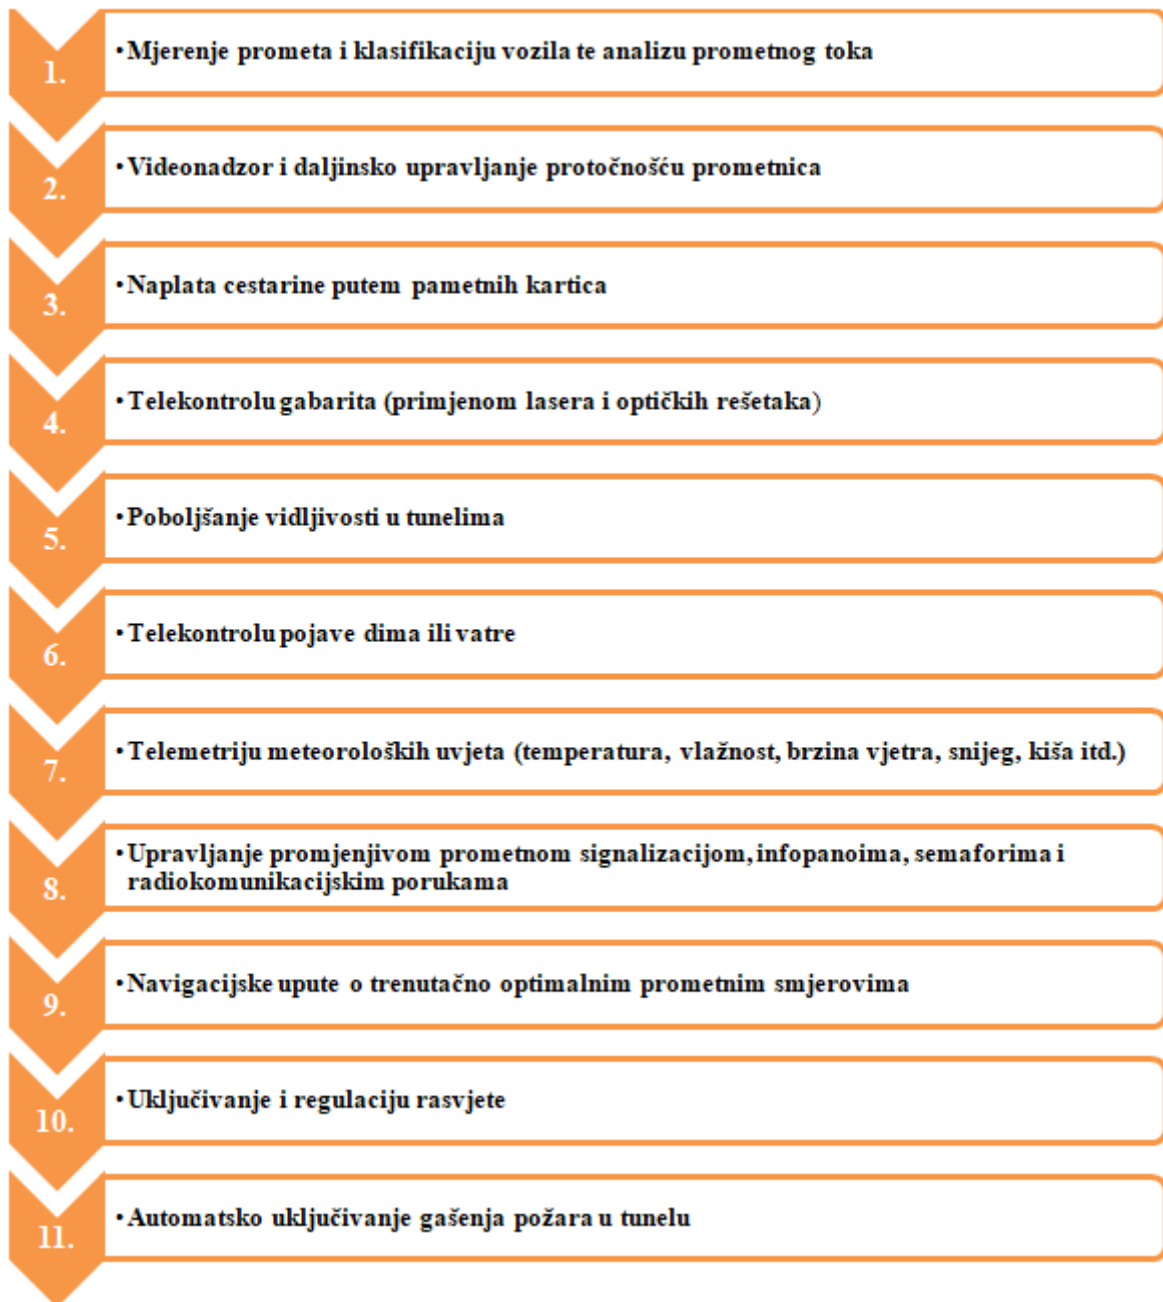 1.
•Mjerenje prometa i klasifikaciju vozila te analizu prometnog toka
2.
•Videonadzor i daljinsko upravljanje protočnošću prometnica
3.
•Naplata cestarine putem pametnih kartica
4.
•Telekontrolu gabarita (primjenom lasera i optičkih rešetaka)
5.
•Poboljšanje vidljivosti u tunelima
6.
•Telekontrolu pojave dima ili vatre
7.
•Telemetriju meteoroloških uvjeta (temperatura, vlažnost, brzina vjetra, snijeg, kiša itd.)
8.
•Upravljanje promjenjivom prometnom signalizacijom, infopanoima, semaforima i
radiokomunikacijskim porukama
9.
•Navigacijske upute o trenutačno optimalnim prometnim smjerovima
10.
•Uključivanje i regulaciju rasvjete
11.
•Automatsko uključivanje gašenja požara u tunelu